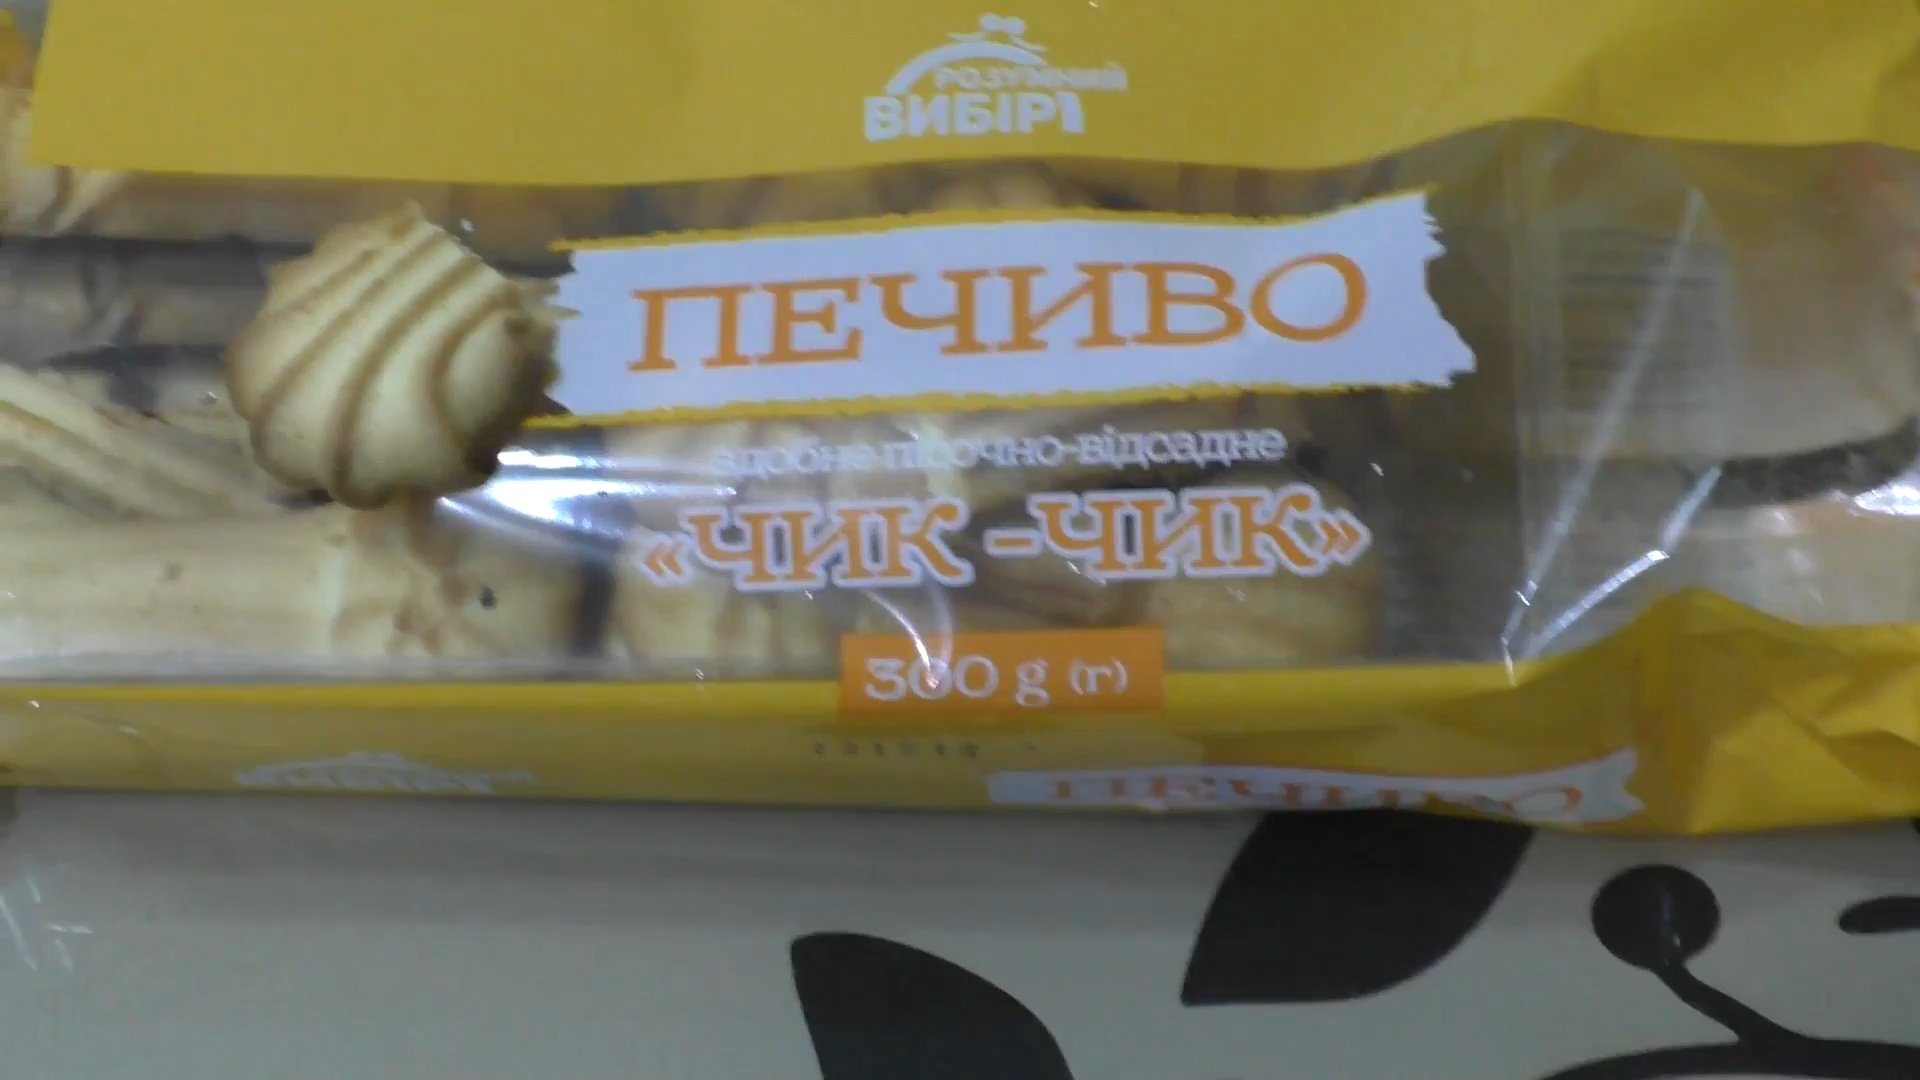 РОЗУМНИЙ
ВИБІР
ПЕЧИВО
здобне пісочно-відсадне
«ЧИК-ЧИК»
300 g (г)
ПЕЧИВО